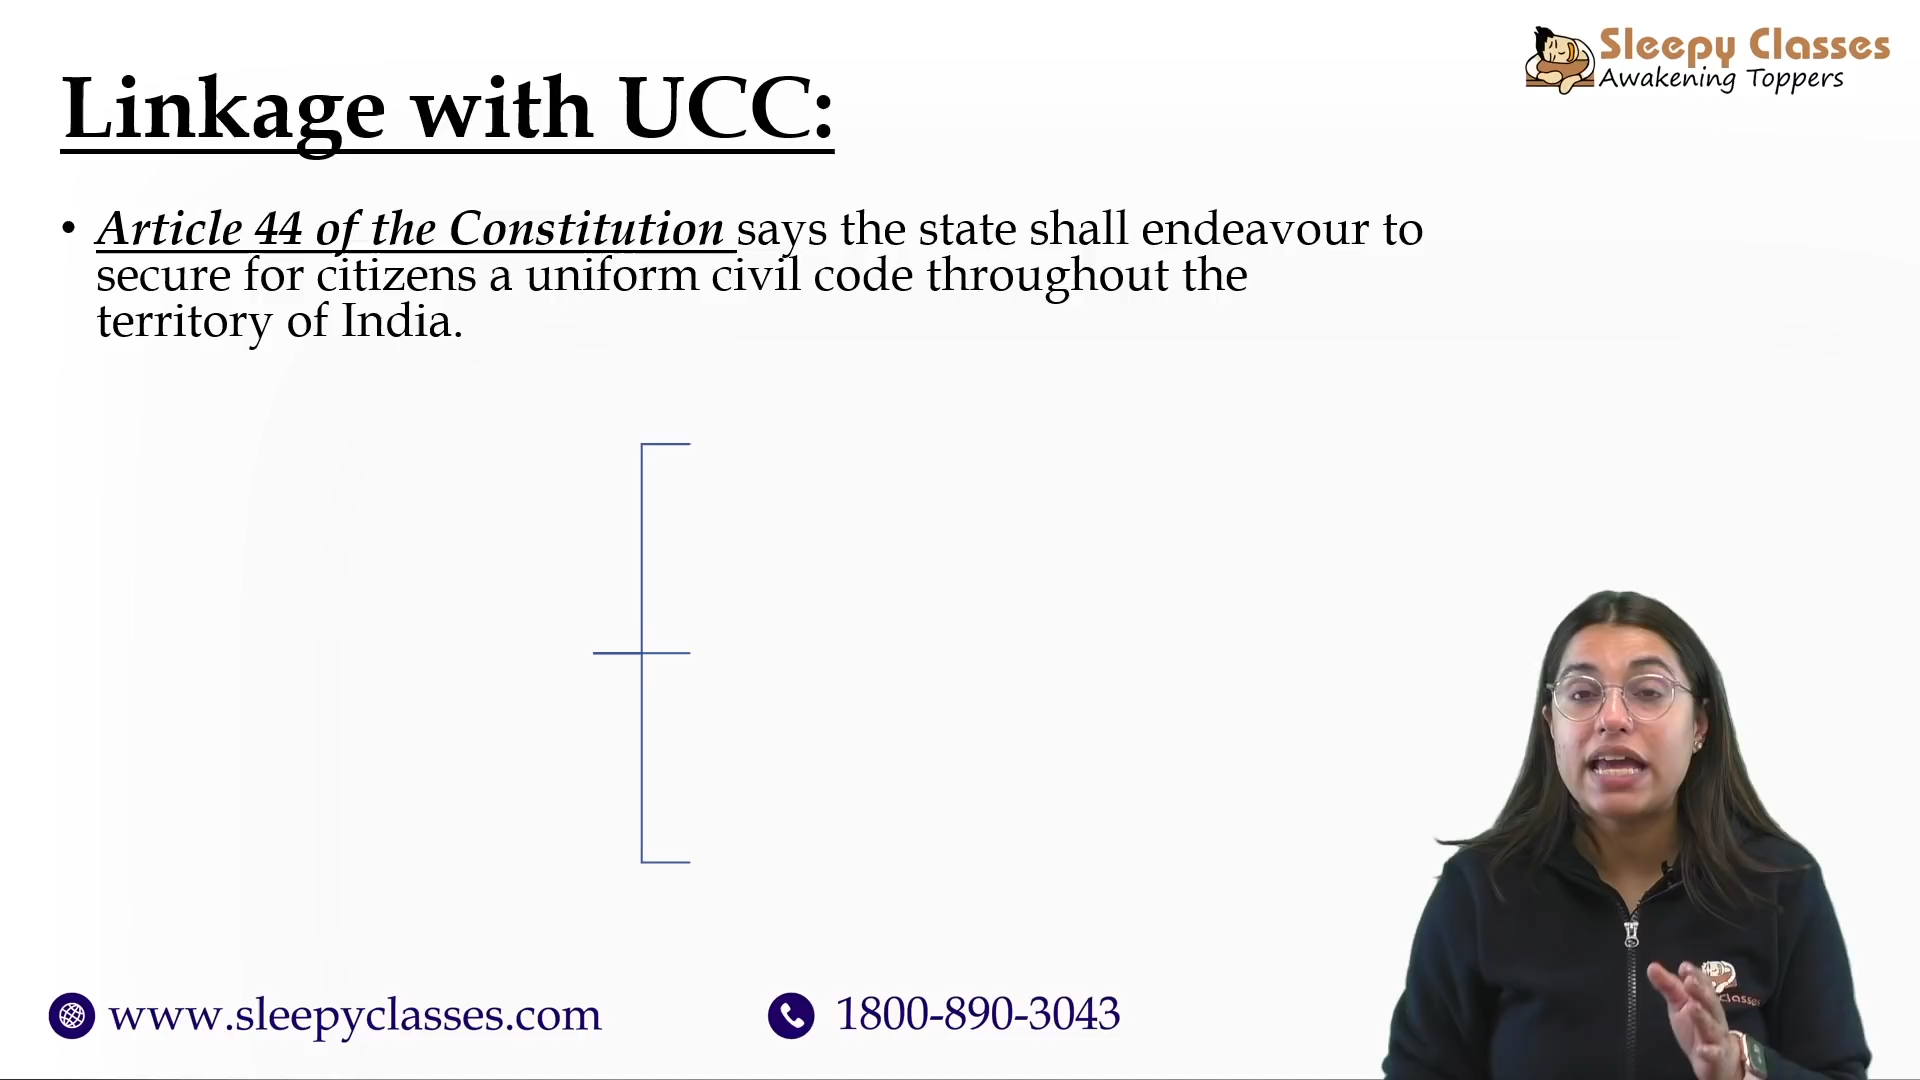 Sleepy Classes
Awakening Toppers
Linkage with UCC:
• Article 44 of the Constitution says the state shall endeavour to
secure for citizens a uniform civil code throughout the
territory of India.
www.sleepyclasses.com
1800-890-3043